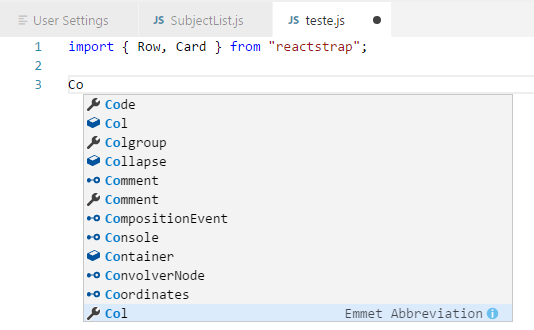 User Settings JS SubjectList.js JS teste.js
1 import { Row, Card } from "reactstrap";
2
3 Co
Code
Col
Colgroup
Collapse
Comment
Comment
CompositionEvent
Console
Container
ConvolverNode
Coordinates
Col Emmet Abbreviation